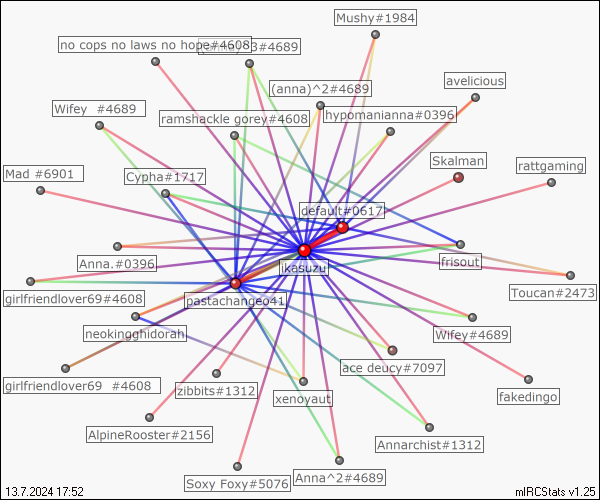 Mushy#1984
no cops no laws no hope#4608
3#4689
(anna)^2#4689
avelicious
Wifey #4689
ramshackle gorey#4608
hypomanianna#0396
Skalman
rattgaming
Mad #6901
Cypha#1717
default#0617
Anna.#0396
ikasuzu
frisout
Toucan#2473
girlfriendlover69#4608
pastachangeo41
neokingghidorah
Wifey#4689
ace deucy#7097
girlfriendlover69 #4608
zibbits#1312
xenoyaut
fakedingo
AlpineRooster#2156
Annarchist#1312
Soxy Foxy#5076
Anna^2#4689
13.7.2024 17:52
mIRCStats v1.25